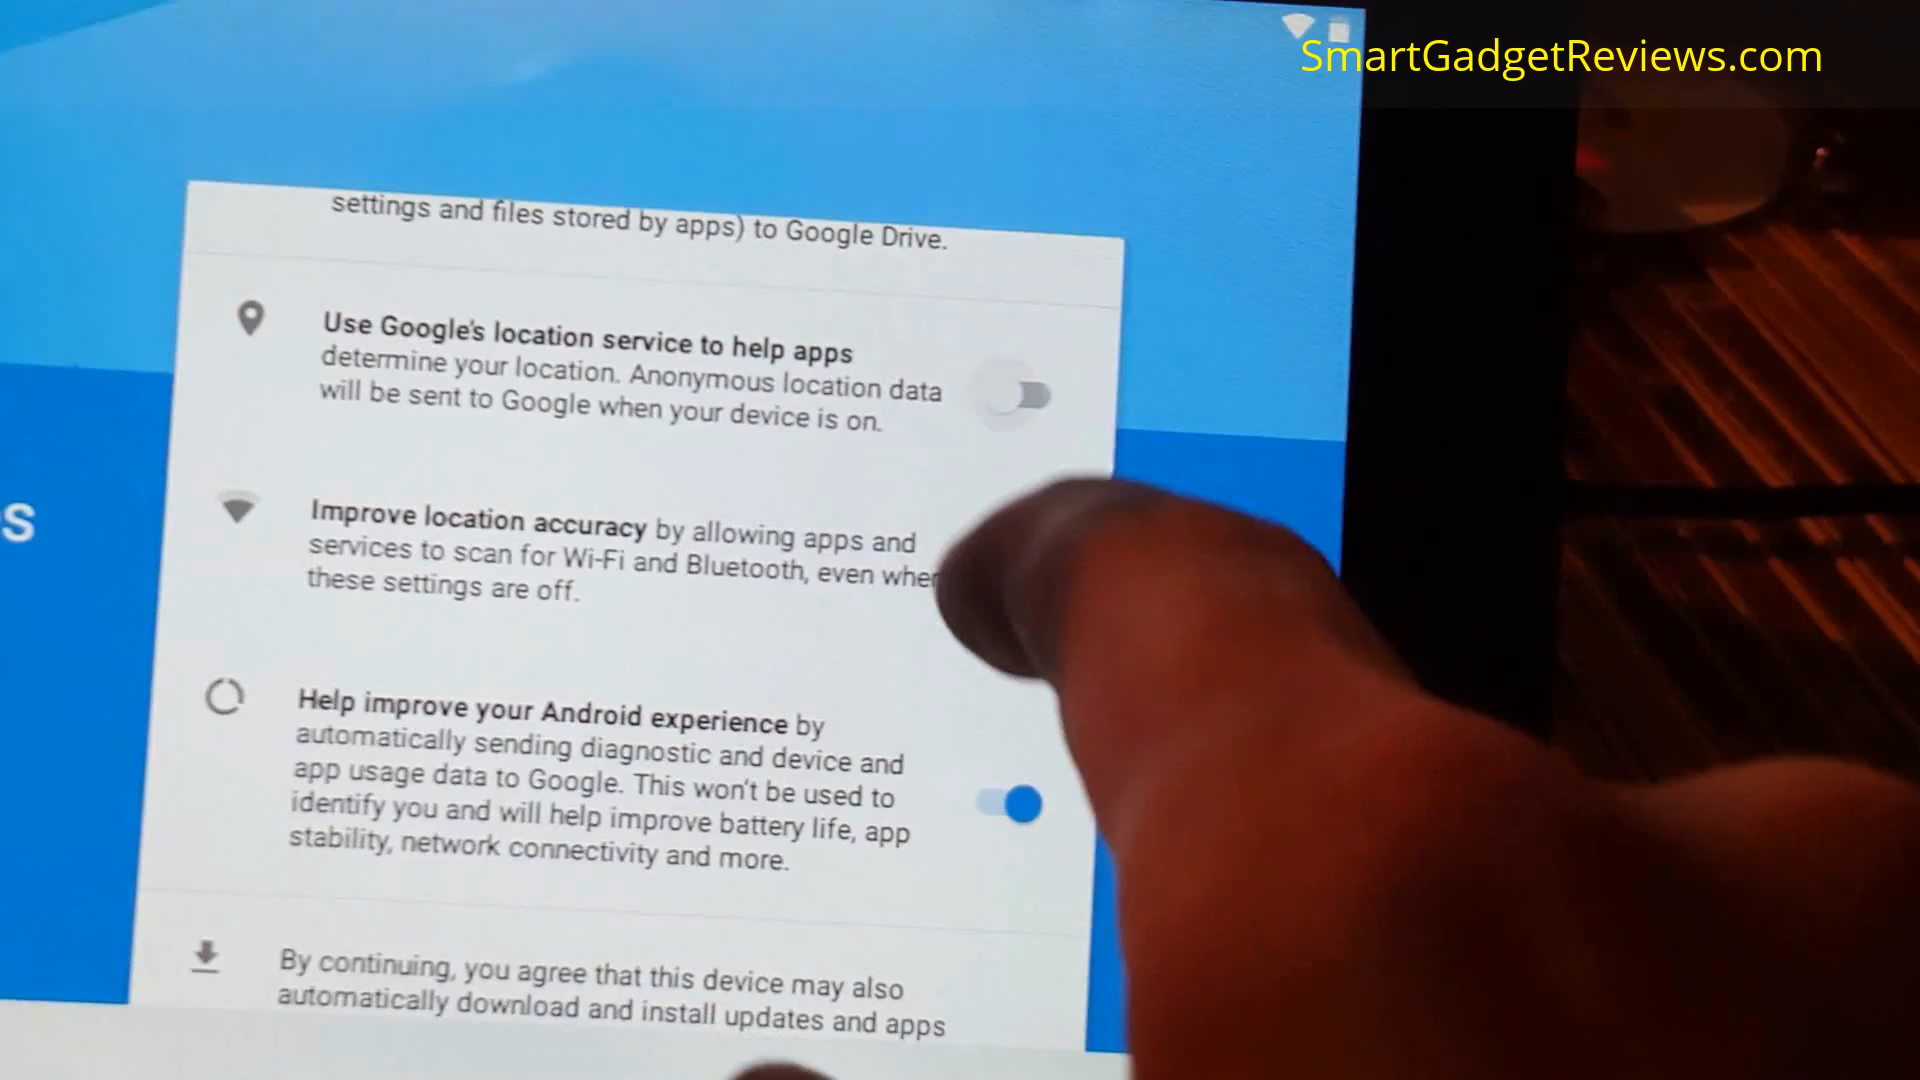 SmartGadgetReviews.com
settings and files stored by apps) to Google Drive.
Use Google's location service to help apps
determine your location. Anonymous location data
will be sent to Google when your device is on.
s
Improve location accuracy by allowing apps and
services to scan for Wi-Fi and Bluetooth, even when
these settings are off.
Help improve your Android experience by
automatically sending diagnostic and device and
app usage data to Google. This won't be used to
identify you and will help improve battery life, app
stability, network connectivity and more.
By continuing, you agree that this device may also
automatically download and install updates and apps